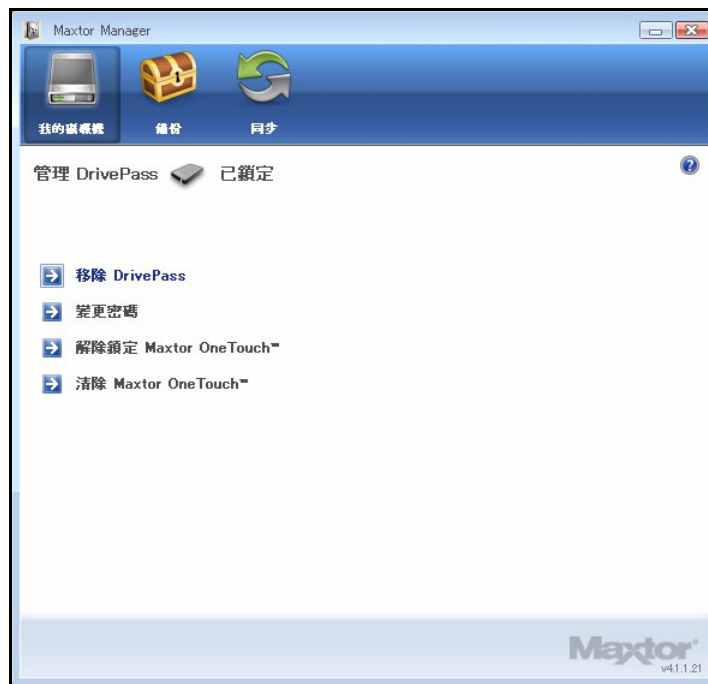 Maxtor Manager
我的磁碟機 備份 同步
管理 DrivePass 已鎖定
?
移除 DrivePass
變更密碼
解除鎖定 Maxtor OneTouch™
清除 Maxtor OneTouch™
Maxtor
v4.1.1.21